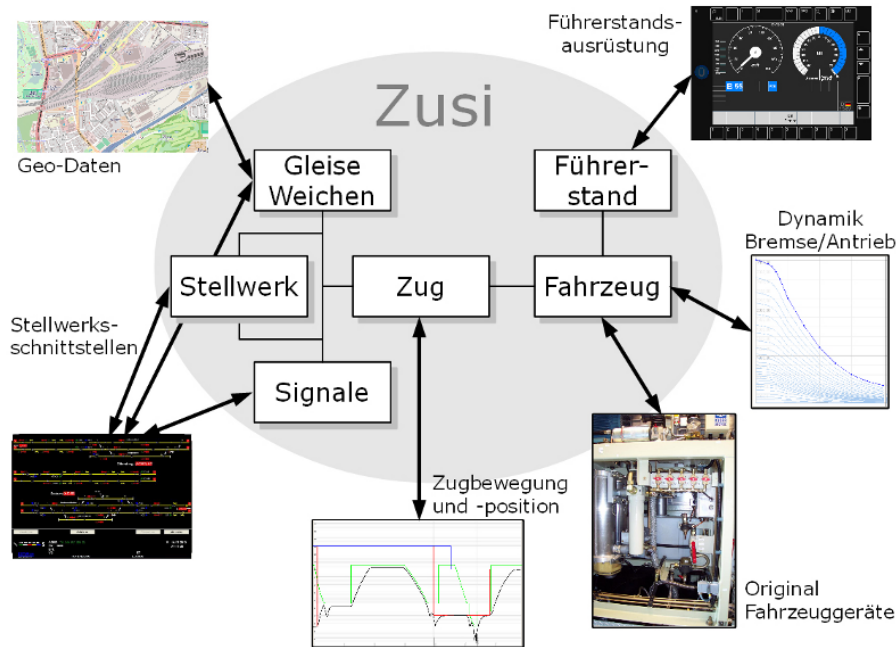 Führerstands-
ausrüstung
Zusi
Geo-Daten
Gleise
Weichen
Führer-
stand
Dynamik
Bremse/Antrieb
Stellwerk
Zug
Fahrzeug
Stellwerks-
schnittstellen
Signale
Zugbewegung
und -position
Original
Fahrzeuggeräte